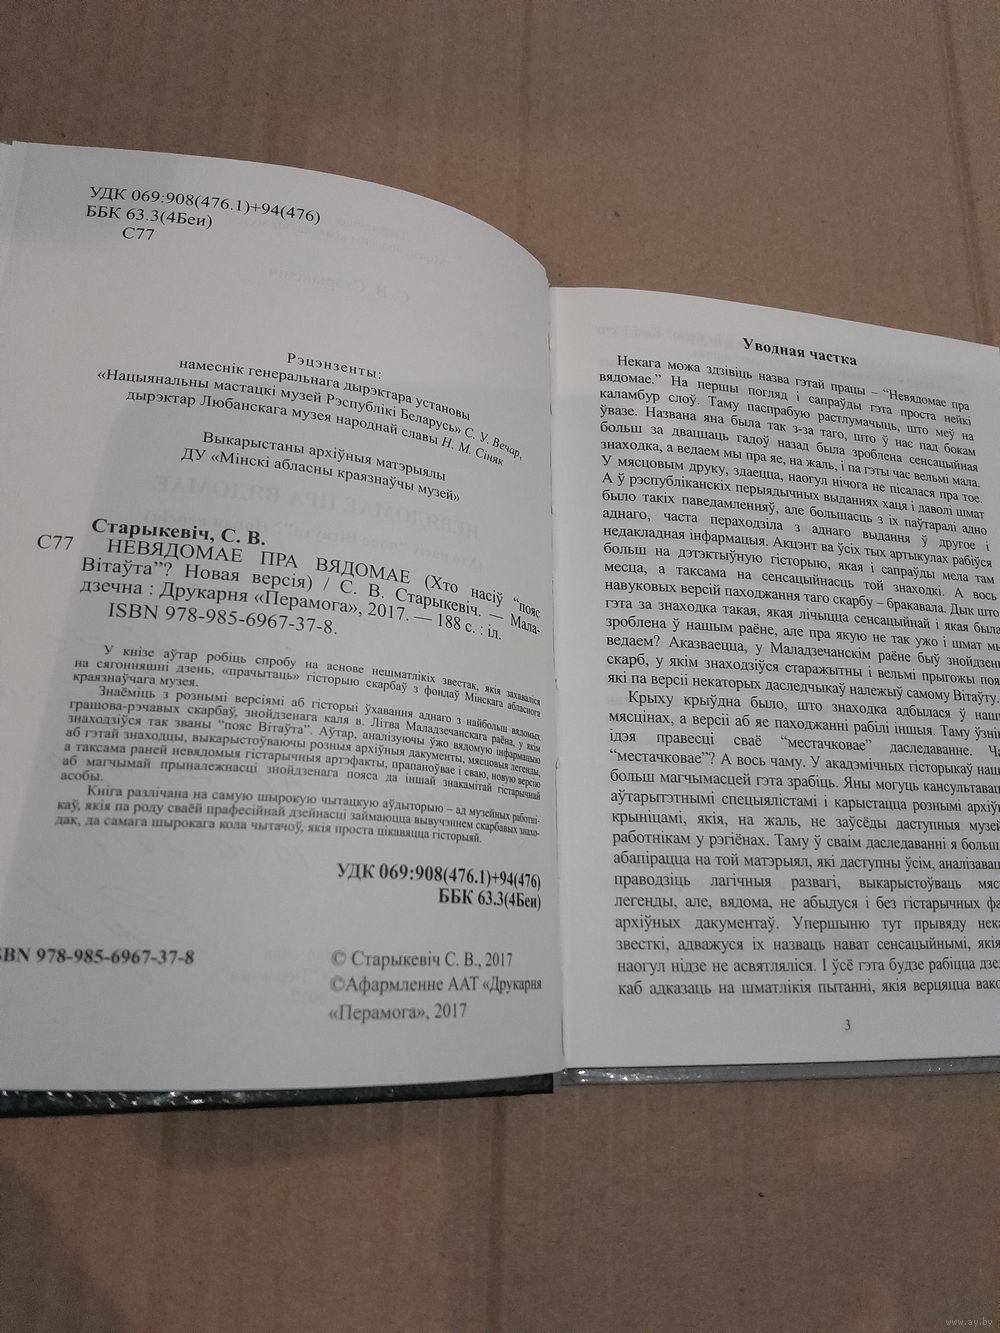 УДК 069:908(476.1)+94(476)
ББК 63.3(4Беи)
С77
Рэцэнзенты:
намеснік генеральнага дырэктара установы
«Нацыянальны мастацкі музей Рэспублікі Беларусь» С. У. Вечар,
дырэктар Любанскага музея народнай славы Н. М. Сіняк
Выкарыстаны архіўныя матэрыялы
ДУ «Мінскі абласны краязнаўчы музей»
Старыкевіч, С. В.
С77 НЕВЯДОМАЕ ПРА ВЯДОМАЕ (Хто насіў “пояс
Вітаўта”? Новая версія) / С. В. Старыкевіч. — Мала-
дзечна : Друкарня «Перамога», 2017. — 188 с. : іл.
ISBN 978-985-6967-37-8.
У кнізе аўтар робіць спробу на аснове нешматлікіх звестак, якія захаваліся
на сягонняшні дзень, «прачытаць» гісторыю скарбаў з фондаў Мінскага абласнога
краязнаўчага музея.
Знаёміць з рознымі версіямі аб гісторыі ўхавання аднаго з найбольш вядомых
грашова-рэчавых скарбаў, знойдзенага каля в. Літва Маладзечанскага раёна, у якім
знаходзіўся так званы “пояс Вітаўта”. Аўтар, аналізуючы ўжо вядомую інфармацыю
аб гэтай знаходцы, выкарыстоўваючы розныя архіўныя дакументы, мясцовыя легенды,
а таксама раней невядомыя гістарычныя артэфакты, прапаноўвае і сваю, новую версію
аб магчымай прыналежнасці знойдзенага пояса да іншай знакамітай гістарычнай
асобы.
Кніга разлічана на самую шырокую чытацкую аўдыторыю – ад музейных работні-
каў, якія па роду сваёй прафесійнай дзейнасці займаюцца вывучэннем скарбавых знахо-
дак, да самага шырокага кола чытачоў, якія проста цікавяцца гісторыяй.
УДК 069:908(476.1)+94(476)
ББК 63.3(4Беи)
SBN 978-985-6967-37-8
© Старыкевіч С. В., 2017
©Афармленне ААТ «Друкарня
«Перамога», 2017
Уводная частка
Некага можа здзівіць назва гэтай працы – “Невядомае пра
вядомае.” На першы погляд і сапраўды гэта проста нейкі
каламбур слоў. Таму паспрабую растлумачыць, што меў на
ўвазе. Названа яна была так з-за таго, што ў нас пад бокам
больш за дваццаць гадоў назад была зроблена сенсацыйная
знаходка, а ведаем мы пра яе, на жаль, і па гэты час вельмі мала.
У мясцовым друку, здаецца, наогул нічога не пісалася пра тое.
А ў рэспубліканскіх перыядычных выданнях хаця і даволі шмат
было такіх паведамленняў, але большасць з іх паўтаралі адно
аднаго, часта пераходзіла з аднаго выдання ў другое і
недакладная інфармацыя. Акцэнт ва ўсіх тых артыкулах рабіўся
больш на дэтэктыўную гісторыю, якая і сапраўды мела там
месца, а таксама на сенсацыйнасць той знаходкі. А вось
навуковых версій паходжання таго скарбу – бракавала. Дык што
гэта за знаходка такая, якая лічыцца сенсацыйнай і якая была
зроблена ў нашым раёне, але пра якую не так ужо і шмат мы
ведаем? Аказваецца, у Маладзечанскім раёне быў знойдзены
скарб, у якім знаходзіўся старажытны і вельмі прыгожы пояс
які па версіі некаторых даследчыкаў належыў самому Вітаўту.
Крыху крыўдна было, што знаходка адбылася ў наші
мясцінах, а версіі аб яе паходжанні рабілі іншыя. Таму ўзнік
ідэя правесці сваё “местачковае” даследаванне. Ча
“местачковае”? А вось чаму. У акадэмічных гісторыкаў наш
больш магчымасцей гэта зрабіць. Яны могуць кансультавац
аўтарытэтнымі спецыялістамі і карыстацца рознымі архіў
крыніцамі, якія, на жаль, не заўсёды даступныя музей
работнікам у рэгіёнах. Таму ў сваім даследаванні я больш
абапірацца на той матэрыял, які даступны ўсім, аналізавац
праводзіць лагічныя развагі, выкарыстоўваць мяс
легенды, але, вядома, не абыдуся і без гістарычных фа
архіўных дакументаў. Упершыню тут прывяду нека
звесткі, адважуся іх назваць нават сенсацыйнымі, якія
наогул нідзе не асвятляліся. І ўсё гэта будзе рабіцца дзел
каб адказаць на шматлікія пытанні, якія верцяцца вако
3
www.ay.by